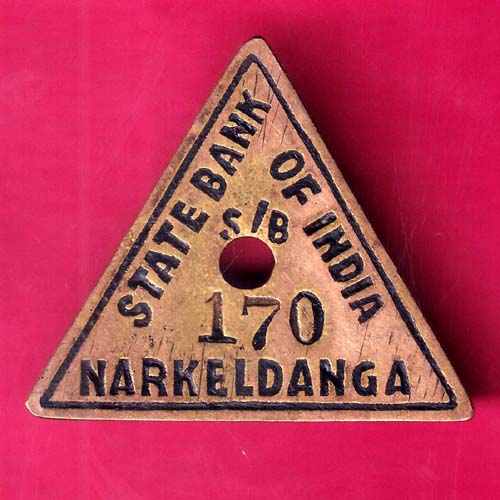 STATE BANK
OF INDIA
S/B
170
NARKELDANGA